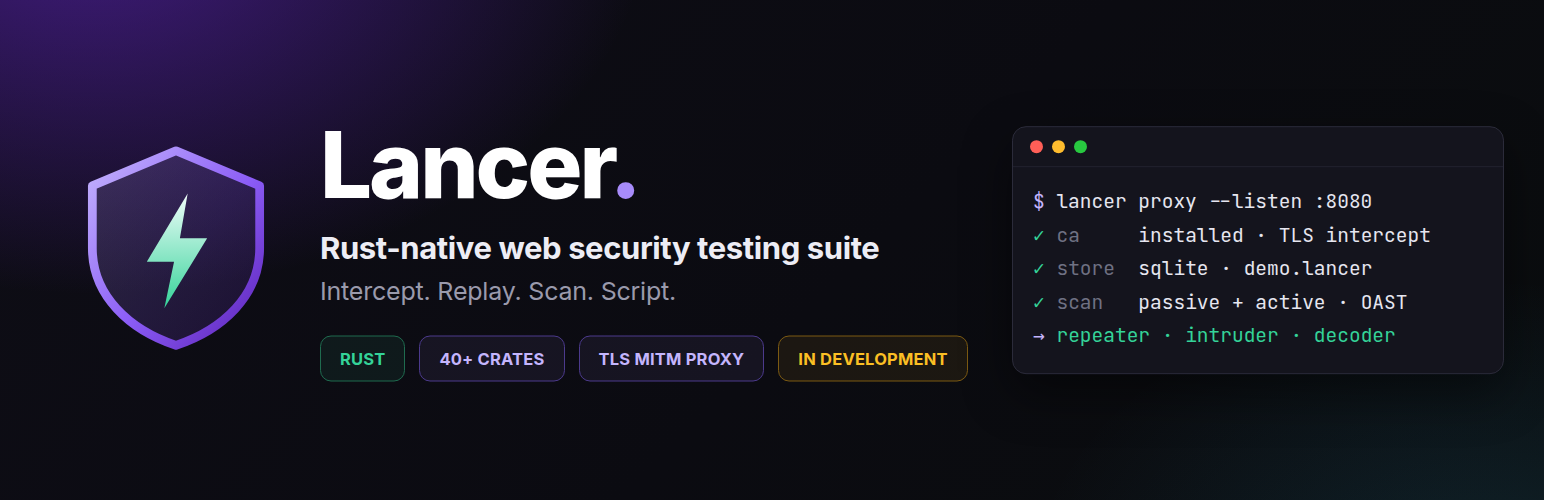 Lancer.
Rust-native web security testing suite
Intercept. Replay. Scan. Script.
RUST 40+ CRATES TLS MITM PROXY IN DEVELOPMENT
$ lancer proxy --listen :8080
✓ ca installed · TLS intercept
✓ store sqlite · demo.lancer
✓ scan passive + active · OAST
→ repeater · intruder · decoder